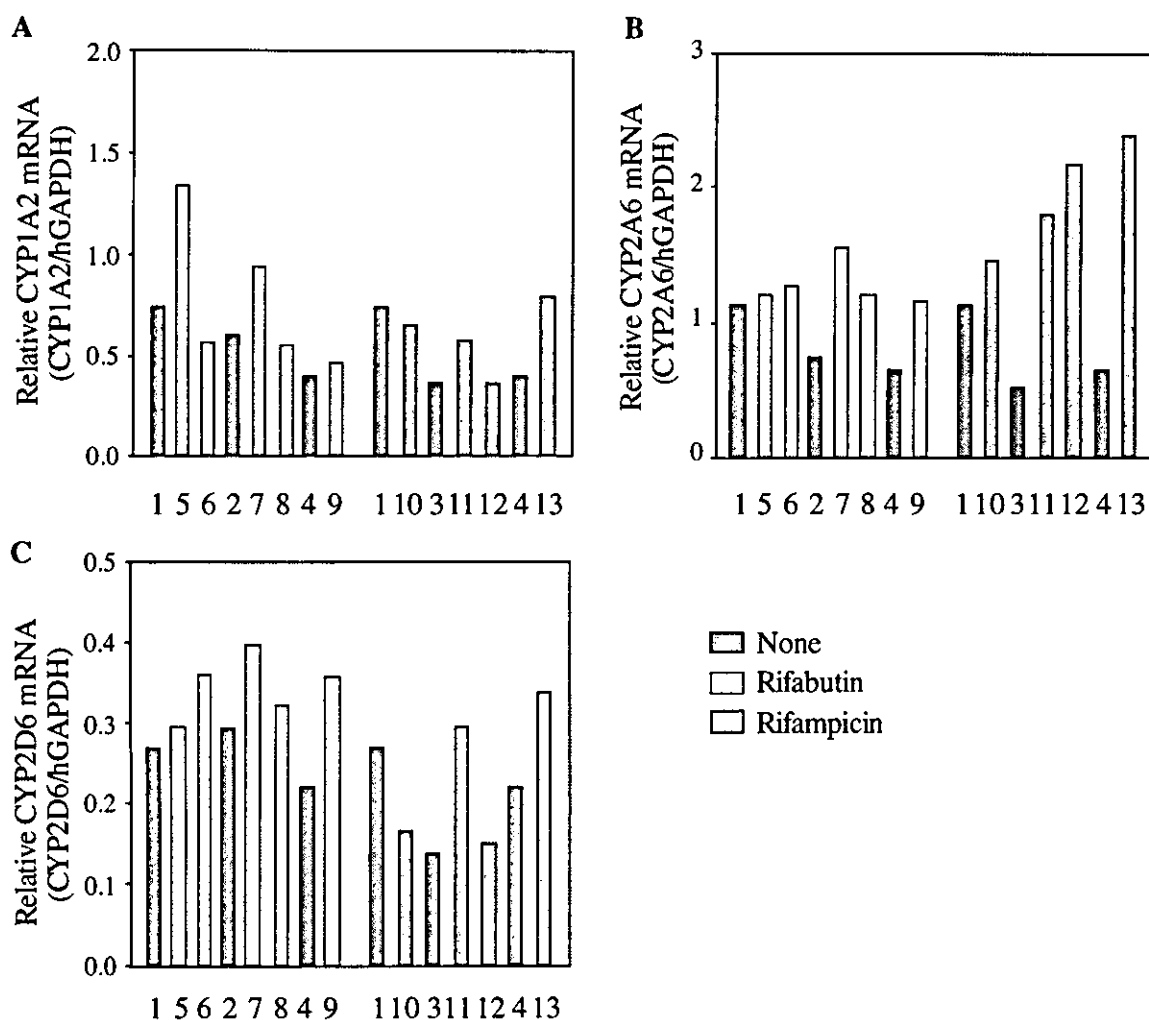 A
Relative CYP1A2 mRNA
(CYP1A2/hGAPDH)
2.0
1.5
1.0
0.5
0.0
1 5 6 2 7 8 4 9 1 10 3 11 12 4 13
B
Relative CYP2A6 mRNA
(CYP2A6/hGAPDH)
3
2
1
0
1 5 6 2 7 8 4 9 1 10 3 11 12 4 13
C
Relative CYP2D6 mRNA
(CYP2D6/hGAPDH)
0.5
0.4
0.3
0.2
0.1
0.0
1 5 6 2 7 8 4 9 1 10 3 11 12 4 13
None
Rifabutin
Rifampicin